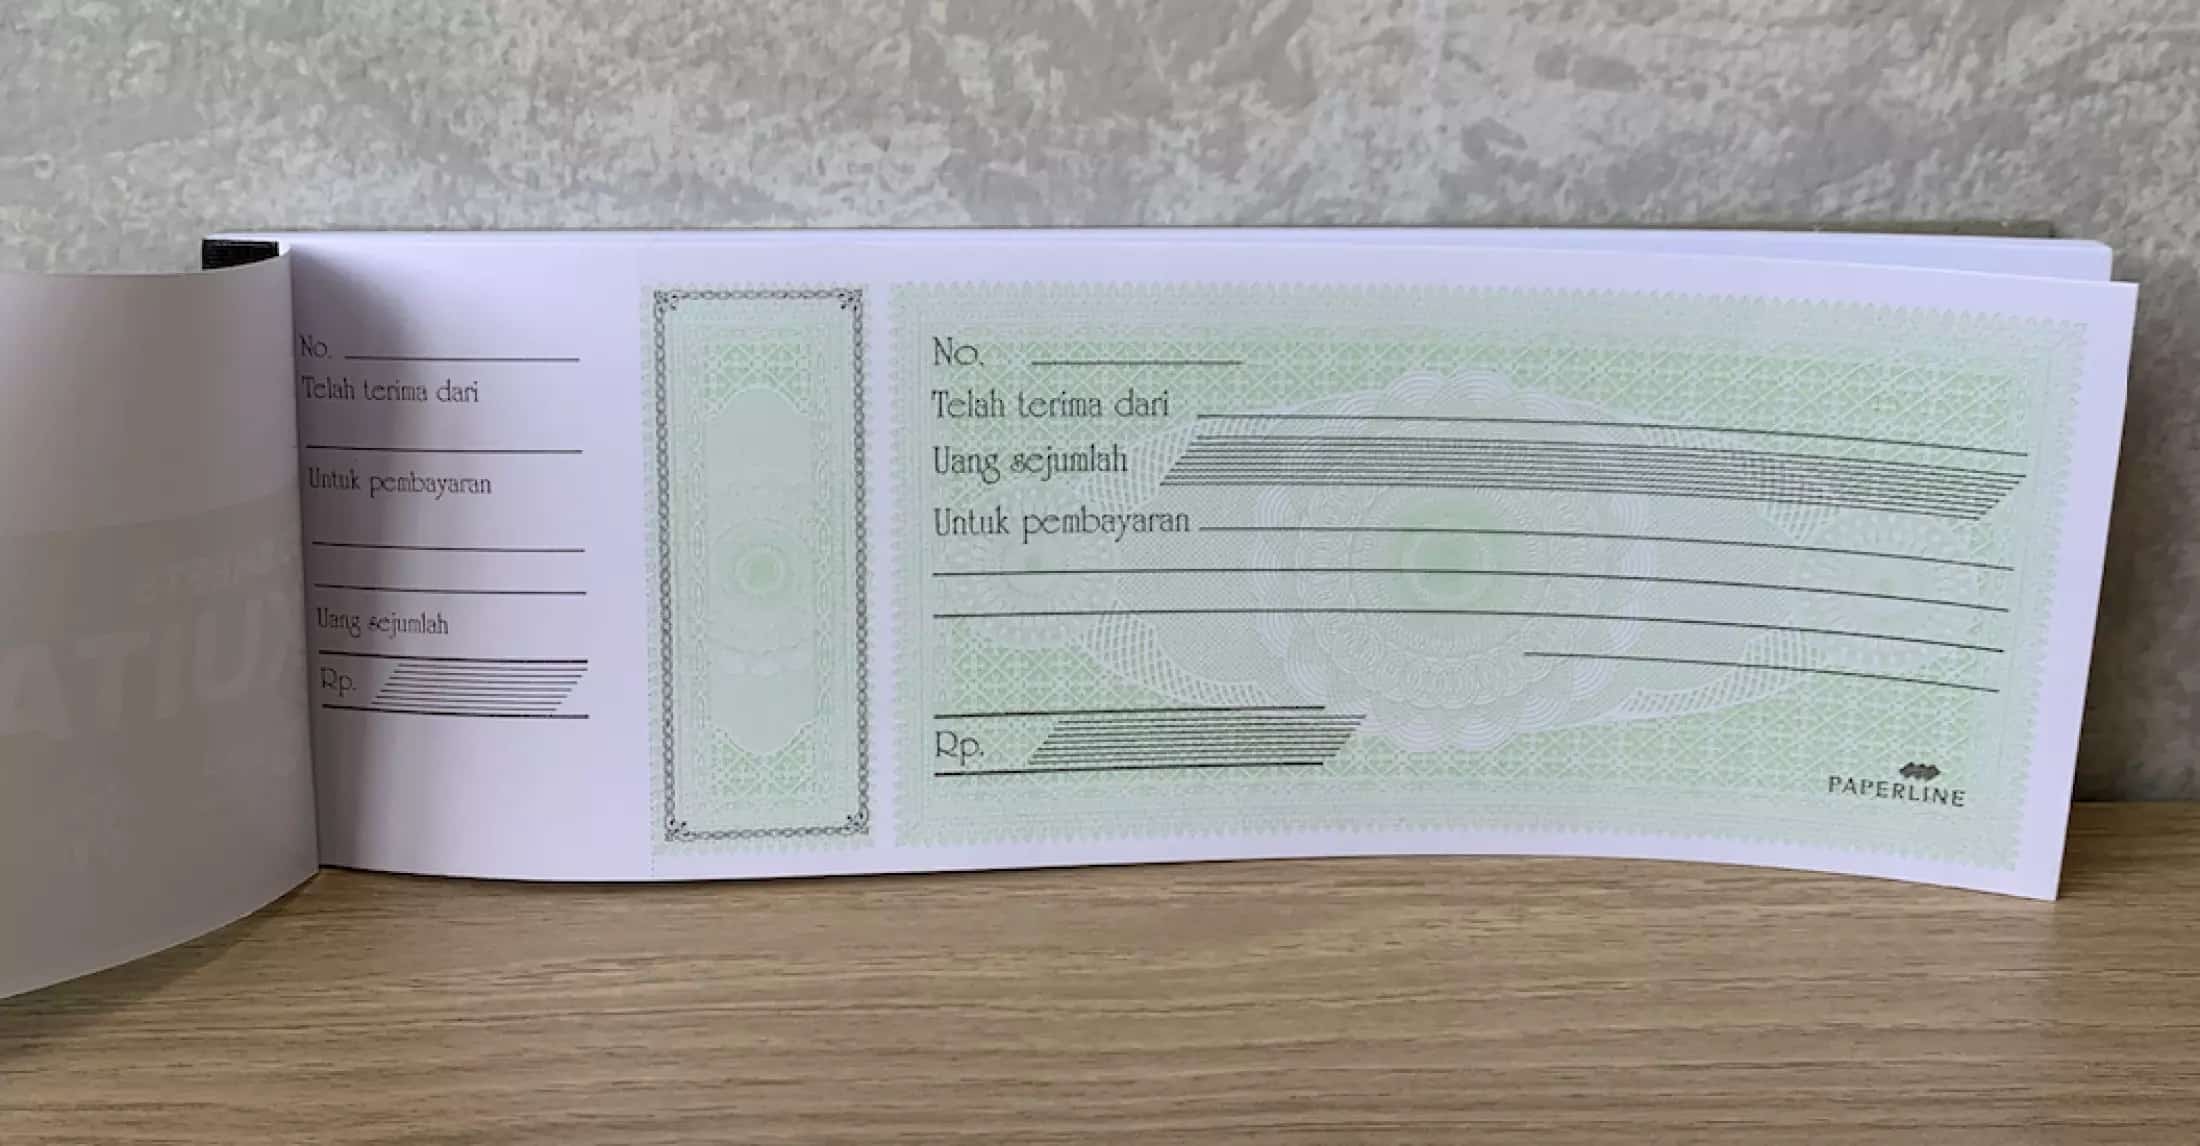 No.
Telah terima dari
Untuk pembayaran
Uang sejumlah
Rp.
No.
Telah terima dari
Uang sejumlah
Untuk pembayaran
Rp.
PAPERLINE